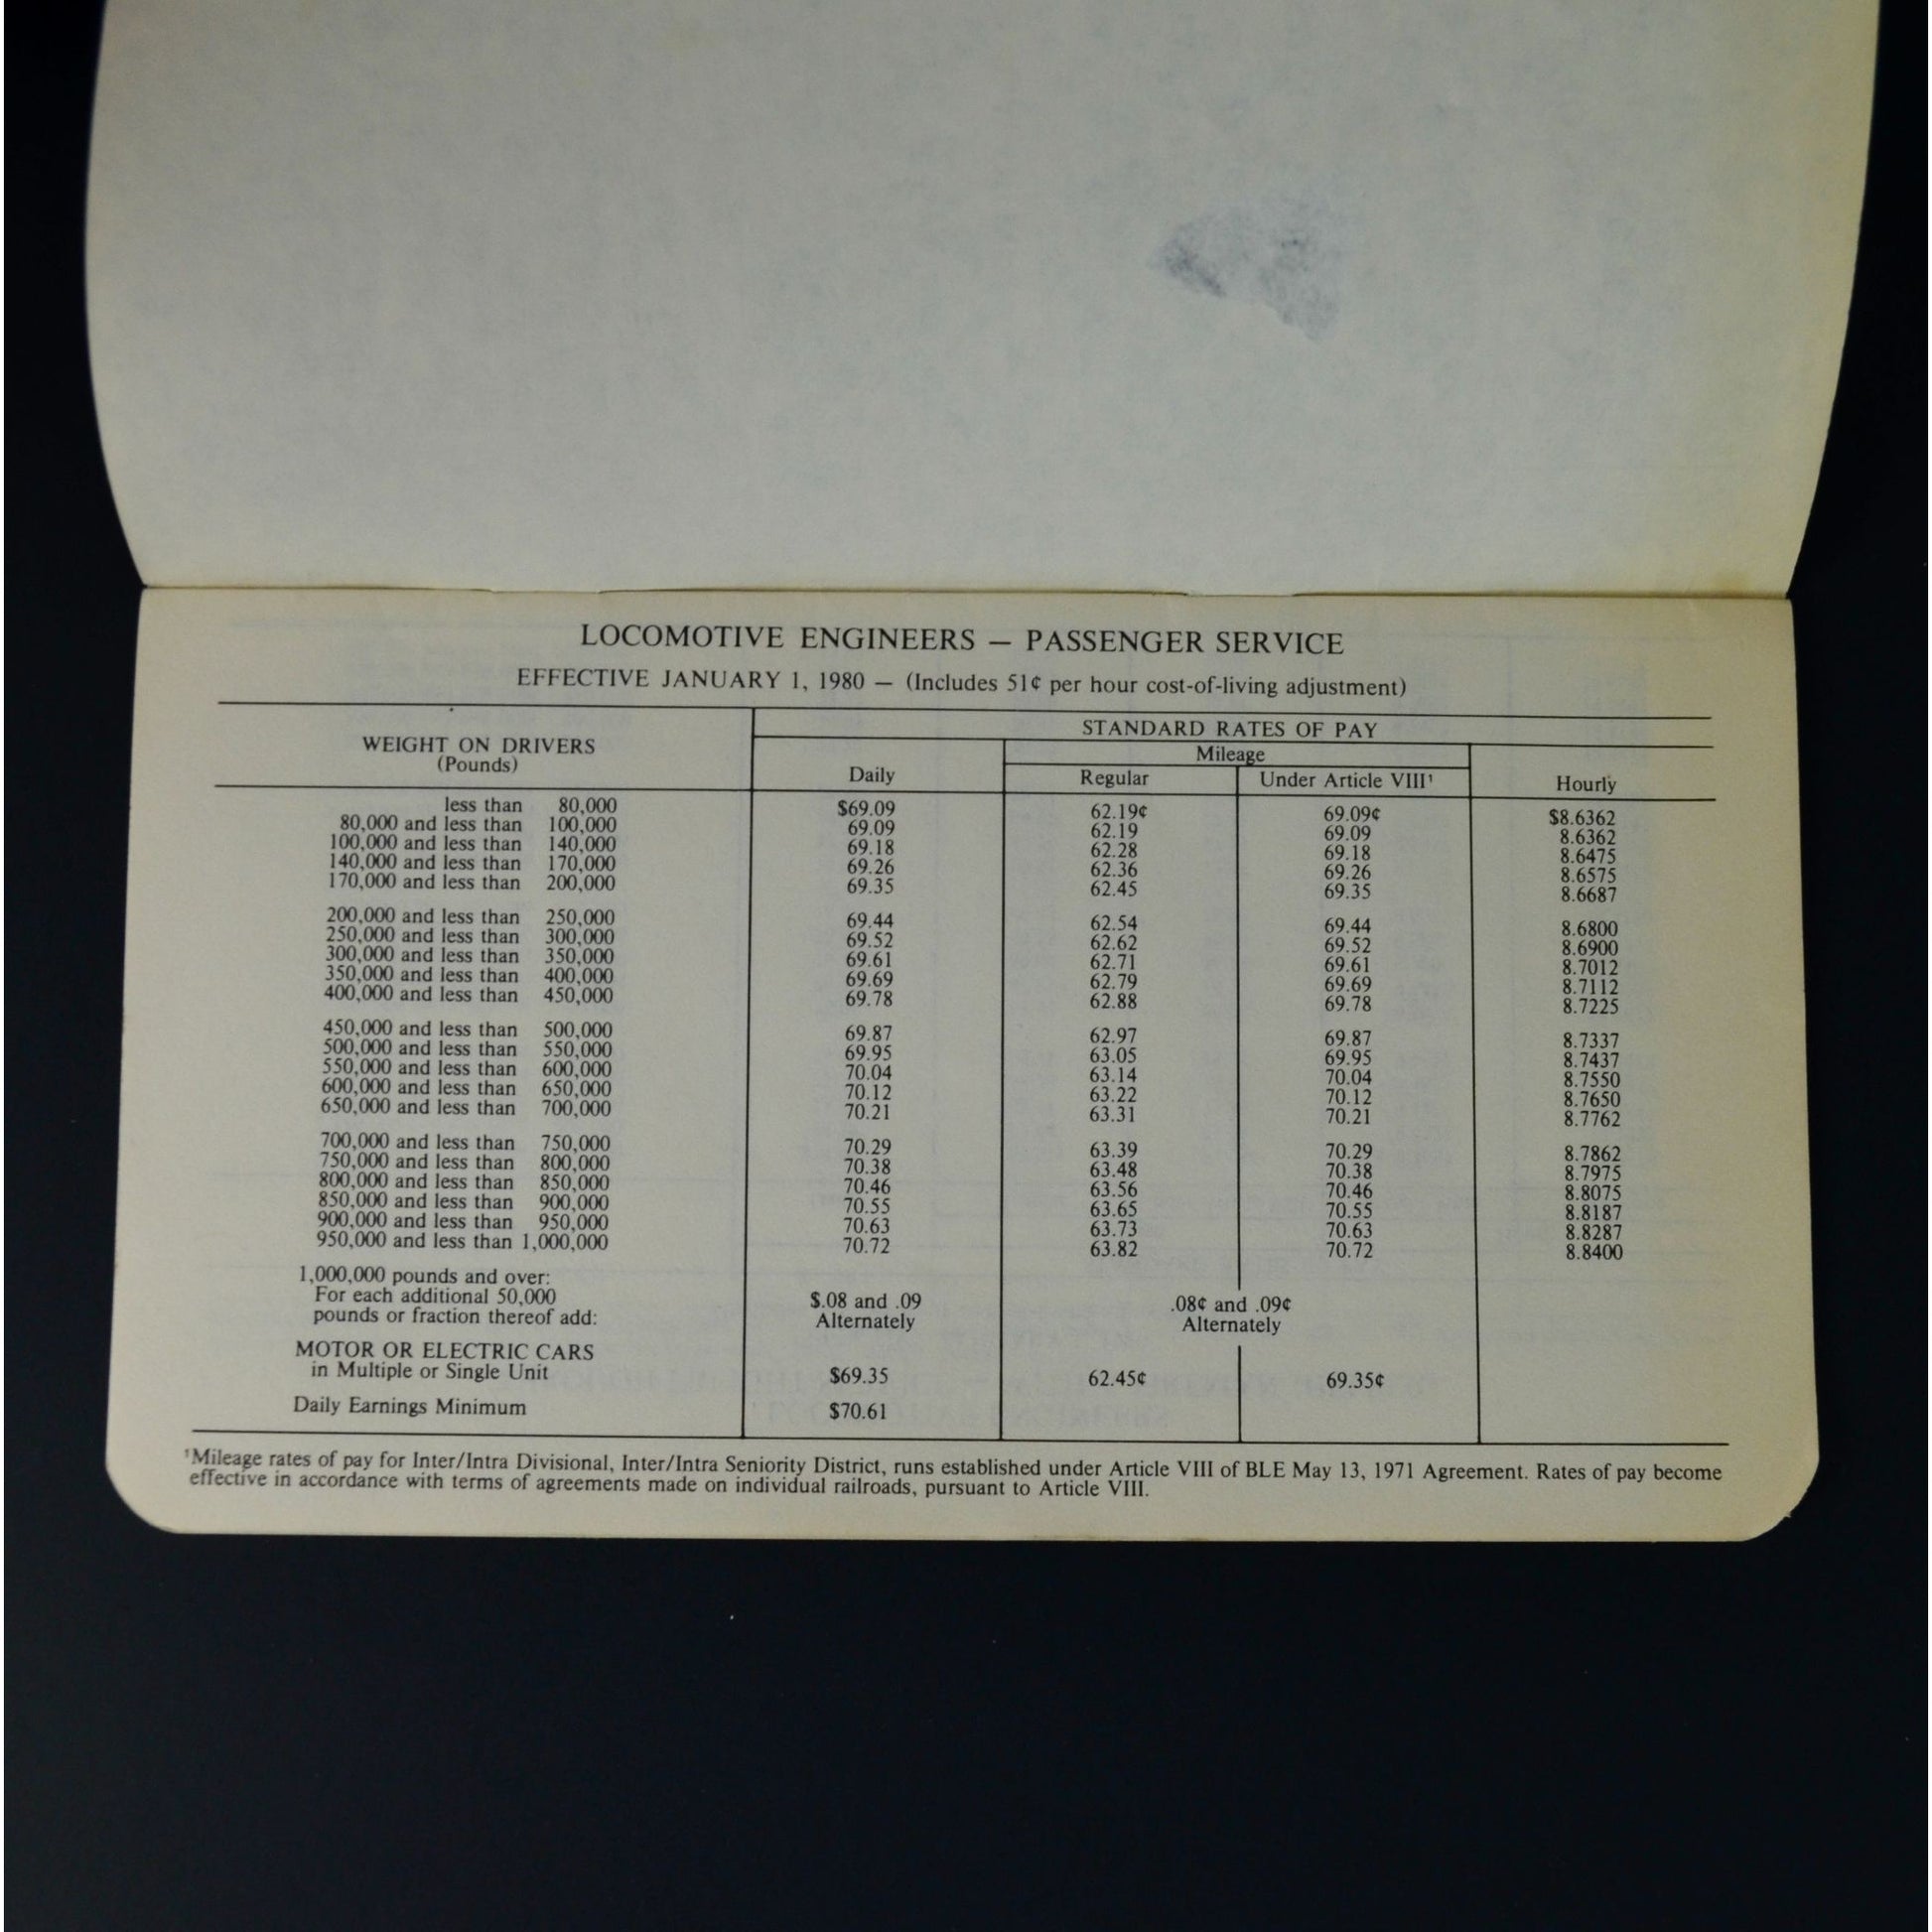 LOCOMOTIVE ENGINEERS — PASSENGER SERVICE
EFFECTIVE JANUARY 1, 1980 — (Includes 51¢ per hour cost-of-living adjustment)
WEIGHT ON DRIVERS
(Pounds)
STANDARD RATES OF PAY
Daily
Mileage
Regular
Under Article VIII¹
Hourly
less than 80,000 $69.09 62.19¢ 69.09¢ $8.6362
80,000 and less than 100,000 69.09 62.19 69.09 8.6362
100,000 and less than 140,000 69.18 62.28 69.18 8.6475
140,000 and less than 170,000 69.26 62.36 69.26 8.6575
170,000 and less than 200,000 69.35 62.45 69.35 8.6687
200,000 and less than 250,000 69.44 62.54 69.44 8.6800
250,000 and less than 300,000 69.52 62.62 69.52 8.6900
300,000 and less than 350,000 69.61 62.71 69.61 8.7012
350,000 and less than 400,000 69.69 62.79 69.69 8.7112
400,000 and less than 450,000 69.78 62.88 69.78 8.7225
450,000 and less than 500,000 69.87 62.97 69.87 8.7337
500,000 and less than 550,000 69.95 63.05 69.95 8.7437
550,000 and less than 600,000 70.04 63.14 70.04 8.7550
600,000 and less than 650,000 70.12 63.22 70.12 8.7650
650,000 and less than 700,000 70.21 63.31 70.21 8.7762
700,000 and less than 750,000 70.29 63.39 70.29 8.7862
750,000 and less than 800,000 70.38 63.48 70.38 8.7975
800,000 and less than 850,000 70.46 63.56 70.46 8.8075
850,000 and less than 900,000 70.55 63.65 70.55 8.8187
900,000 and less than 950,000 70.63 63.73 70.63 8.8287
950,000 and less than 1,000,000 70.72 63.82 70.72 8.8400
1,000,000 pounds and over:
For each additional 50,000 $.08 and .09 .08¢ and .09¢
pounds or fraction thereof add: Alternately Alternately
MOTOR OR ELECTRIC CARS
in Multiple or Single Unit $69.35 62.45¢ 69.35¢
Daily Earnings Minimum $70.61
¹Mileage rates of pay for Inter/Intra Divisional, Inter/Intra Seniority District, runs established under Article VIII of BLE May 13, 1971 Agreement. Rates of pay become
effective in accordance with terms of agreements made on individual railroads, pursuant to Article VIII.